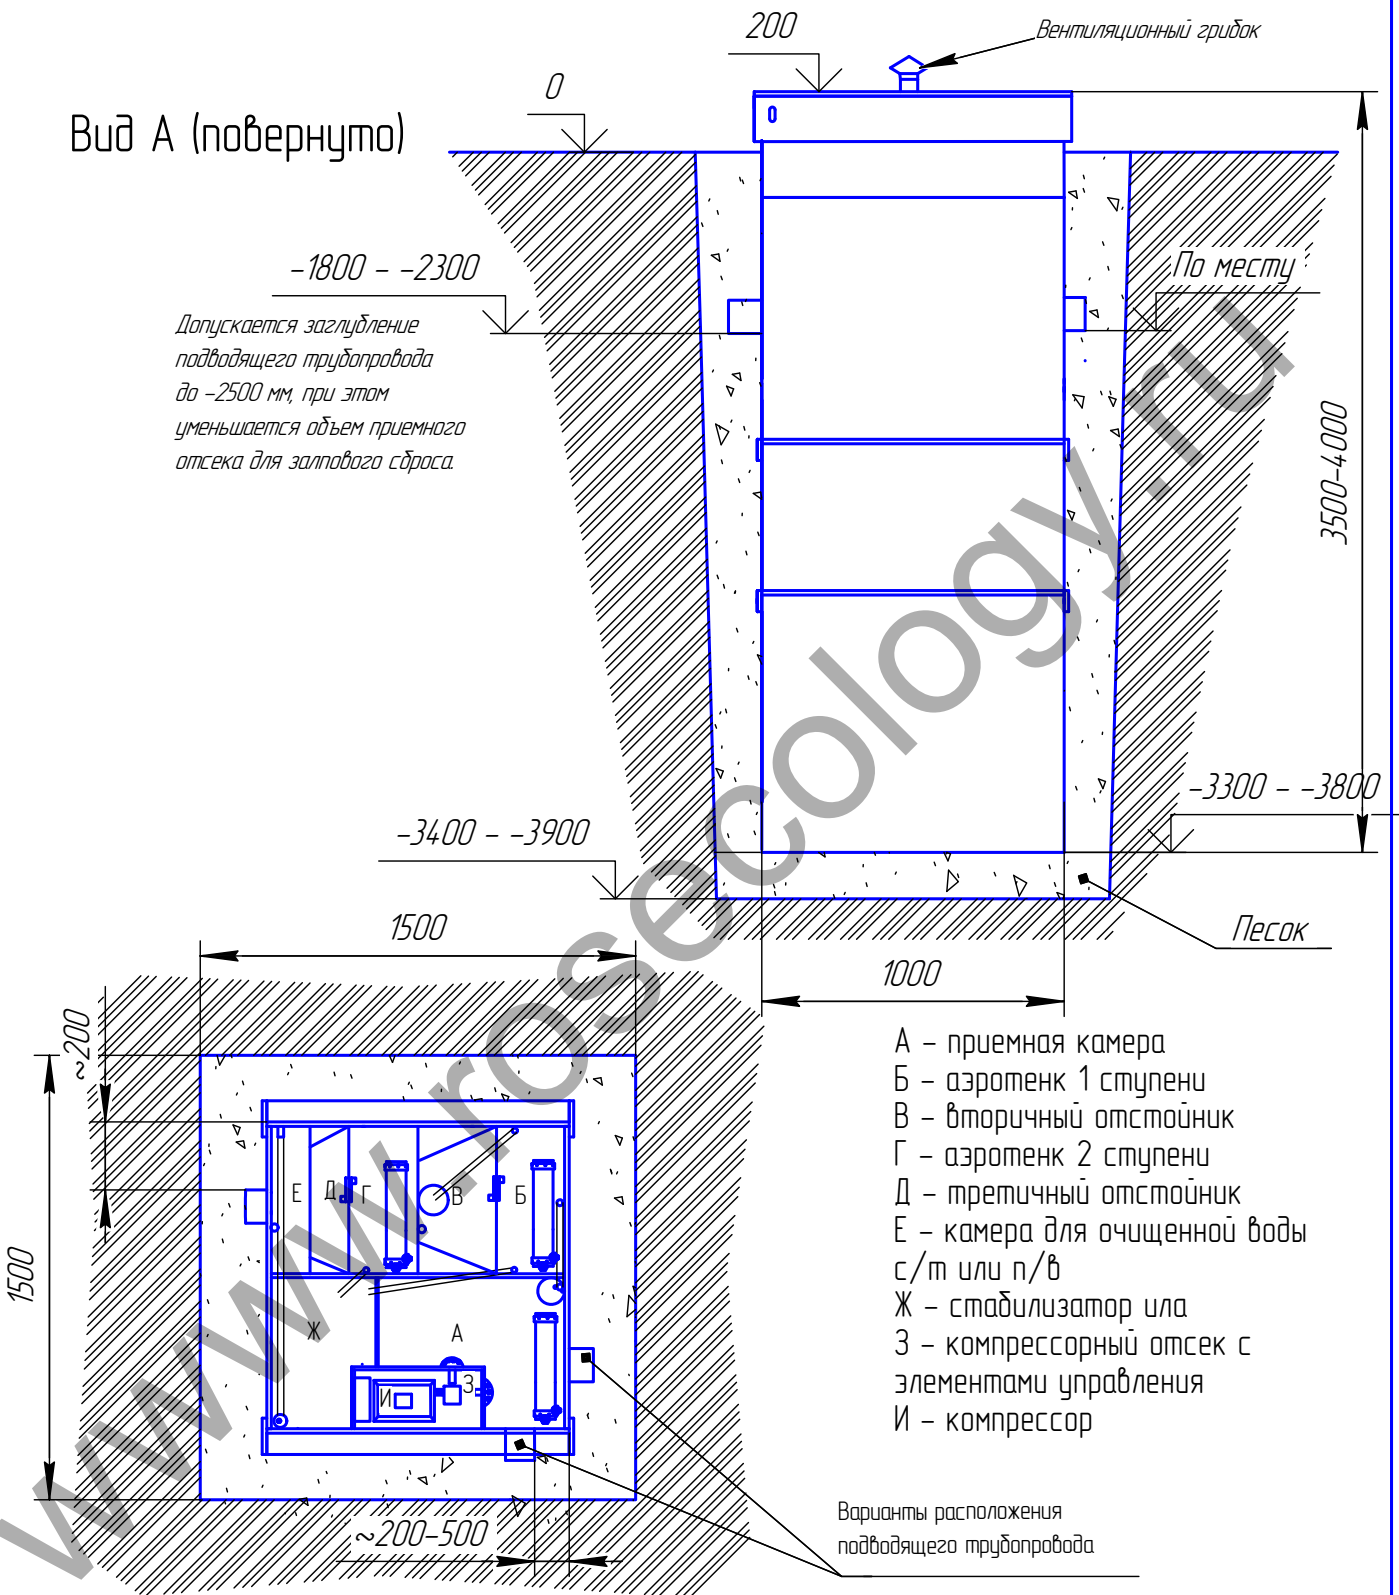 200
Вентиляционный грибок
0
Вид А (повернуто)
-1800 - -2300
По месту
Допускается заглубление
подводящего трубопровода
до -2500 мм, при этом
уменьшается объем приемного
отсека для залпового сброса.
3500-4000
-3300 - -3800
-3400 - -3900
Песок
1500
1000
~200
1500
А - приемная камера
Б - аэротенк 1 ступени
В - вторичный отстойник
Г - аэротенк 2 ступени
Д - третичный отстойник
Е - камера для очищенной воды
с/т или п/в
Ж - стабилизатор ила
З - компрессорный отсек с
элементами управления
И - компрессор
Е
Д
Г
В
Б
Ж
А
И
З
~200-500
Варианты расположения
подводящего трубопровода
www.rosecology.ru